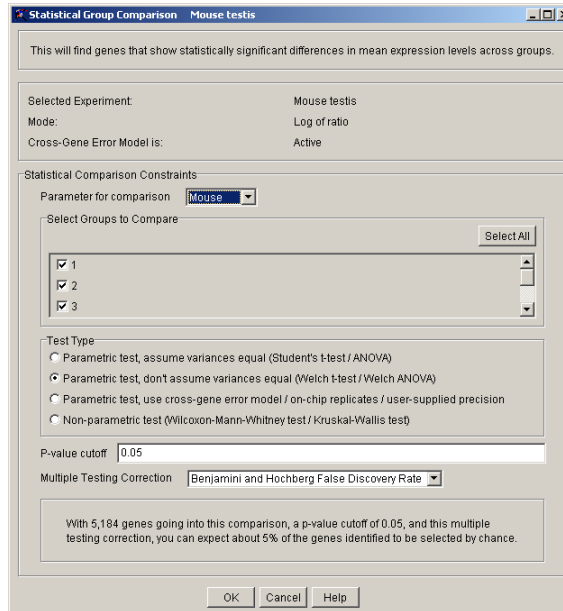 Statistical Group Comparison Mouse testis
This will find genes that show statistically significant differences in mean expression levels across groups.
Selected Experiment: Mouse testis
Mode: Log of ratio
Cross-Gene Error Model is: Active
Statistical Comparison Constraints
Parameter for comparison Mouse
Select Groups to Compare
Select All
1
2
3
Test Type
Parametric test, assume variances equal (Student's t-test / ANOVA)
Parametric test, don't assume variances equal (Welch t-test / Welch ANOVA)
Parametric test, use cross-gene error model / on-chip replicates / user-supplied precision
Non-parametric test (Wilcoxon-Mann-Whitney test / Kruskal-Wallis test)
P-value cutoff 0.05
Multiple Testing Correction Benjamini and Hochberg False Discovery Rate
With 5,184 genes going into this comparison, a p-value cutoff of 0.05, and this multiple
testing correction, you can expect about 5% of the genes identified to be selected by chance.
OK Cancel Help